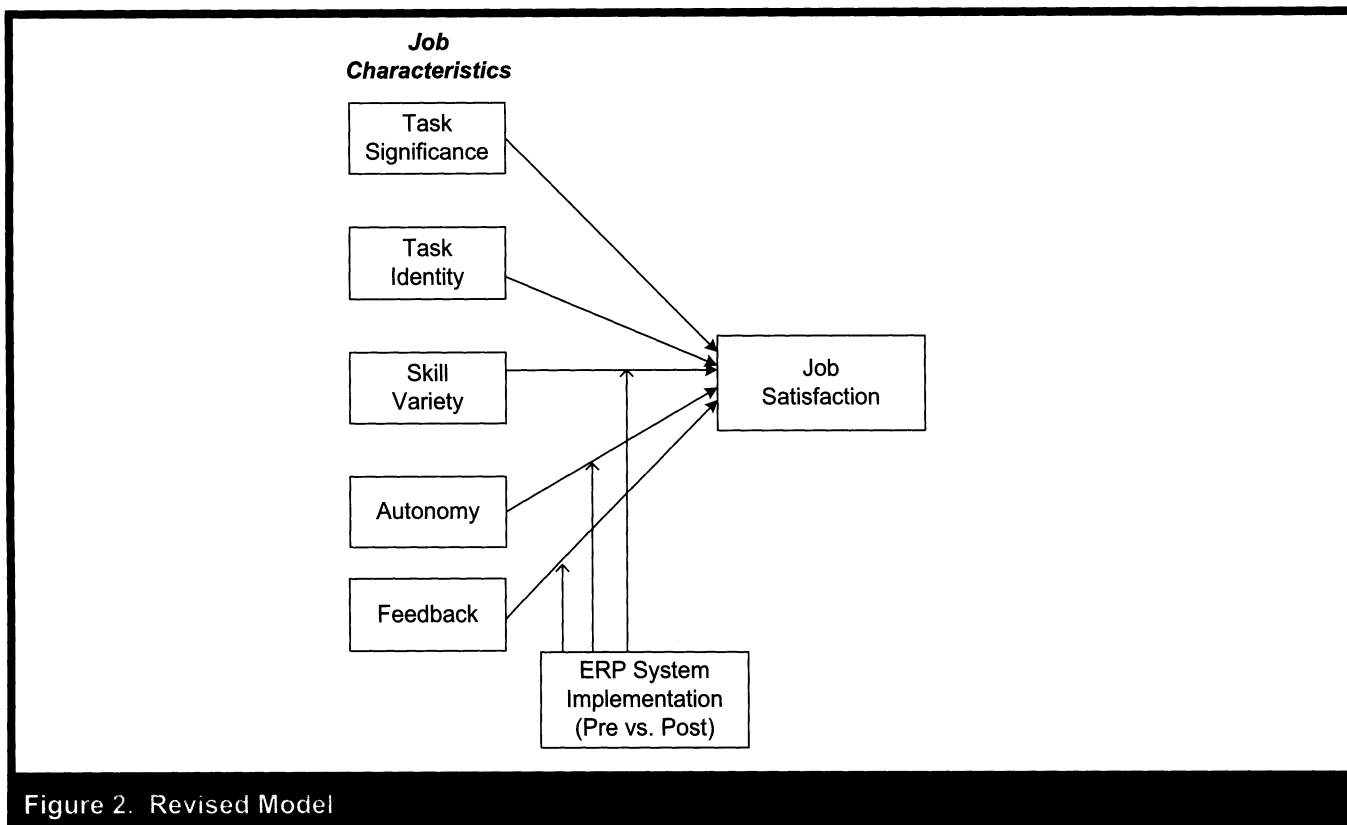 Job
Characteristics
Task
Significance
Task
Identity
Skill
Variety
Autonomy
Feedback
Job
Satisfaction
ERP System
Implementation
(Pre vs. Post)
Figure 2. Revised Model